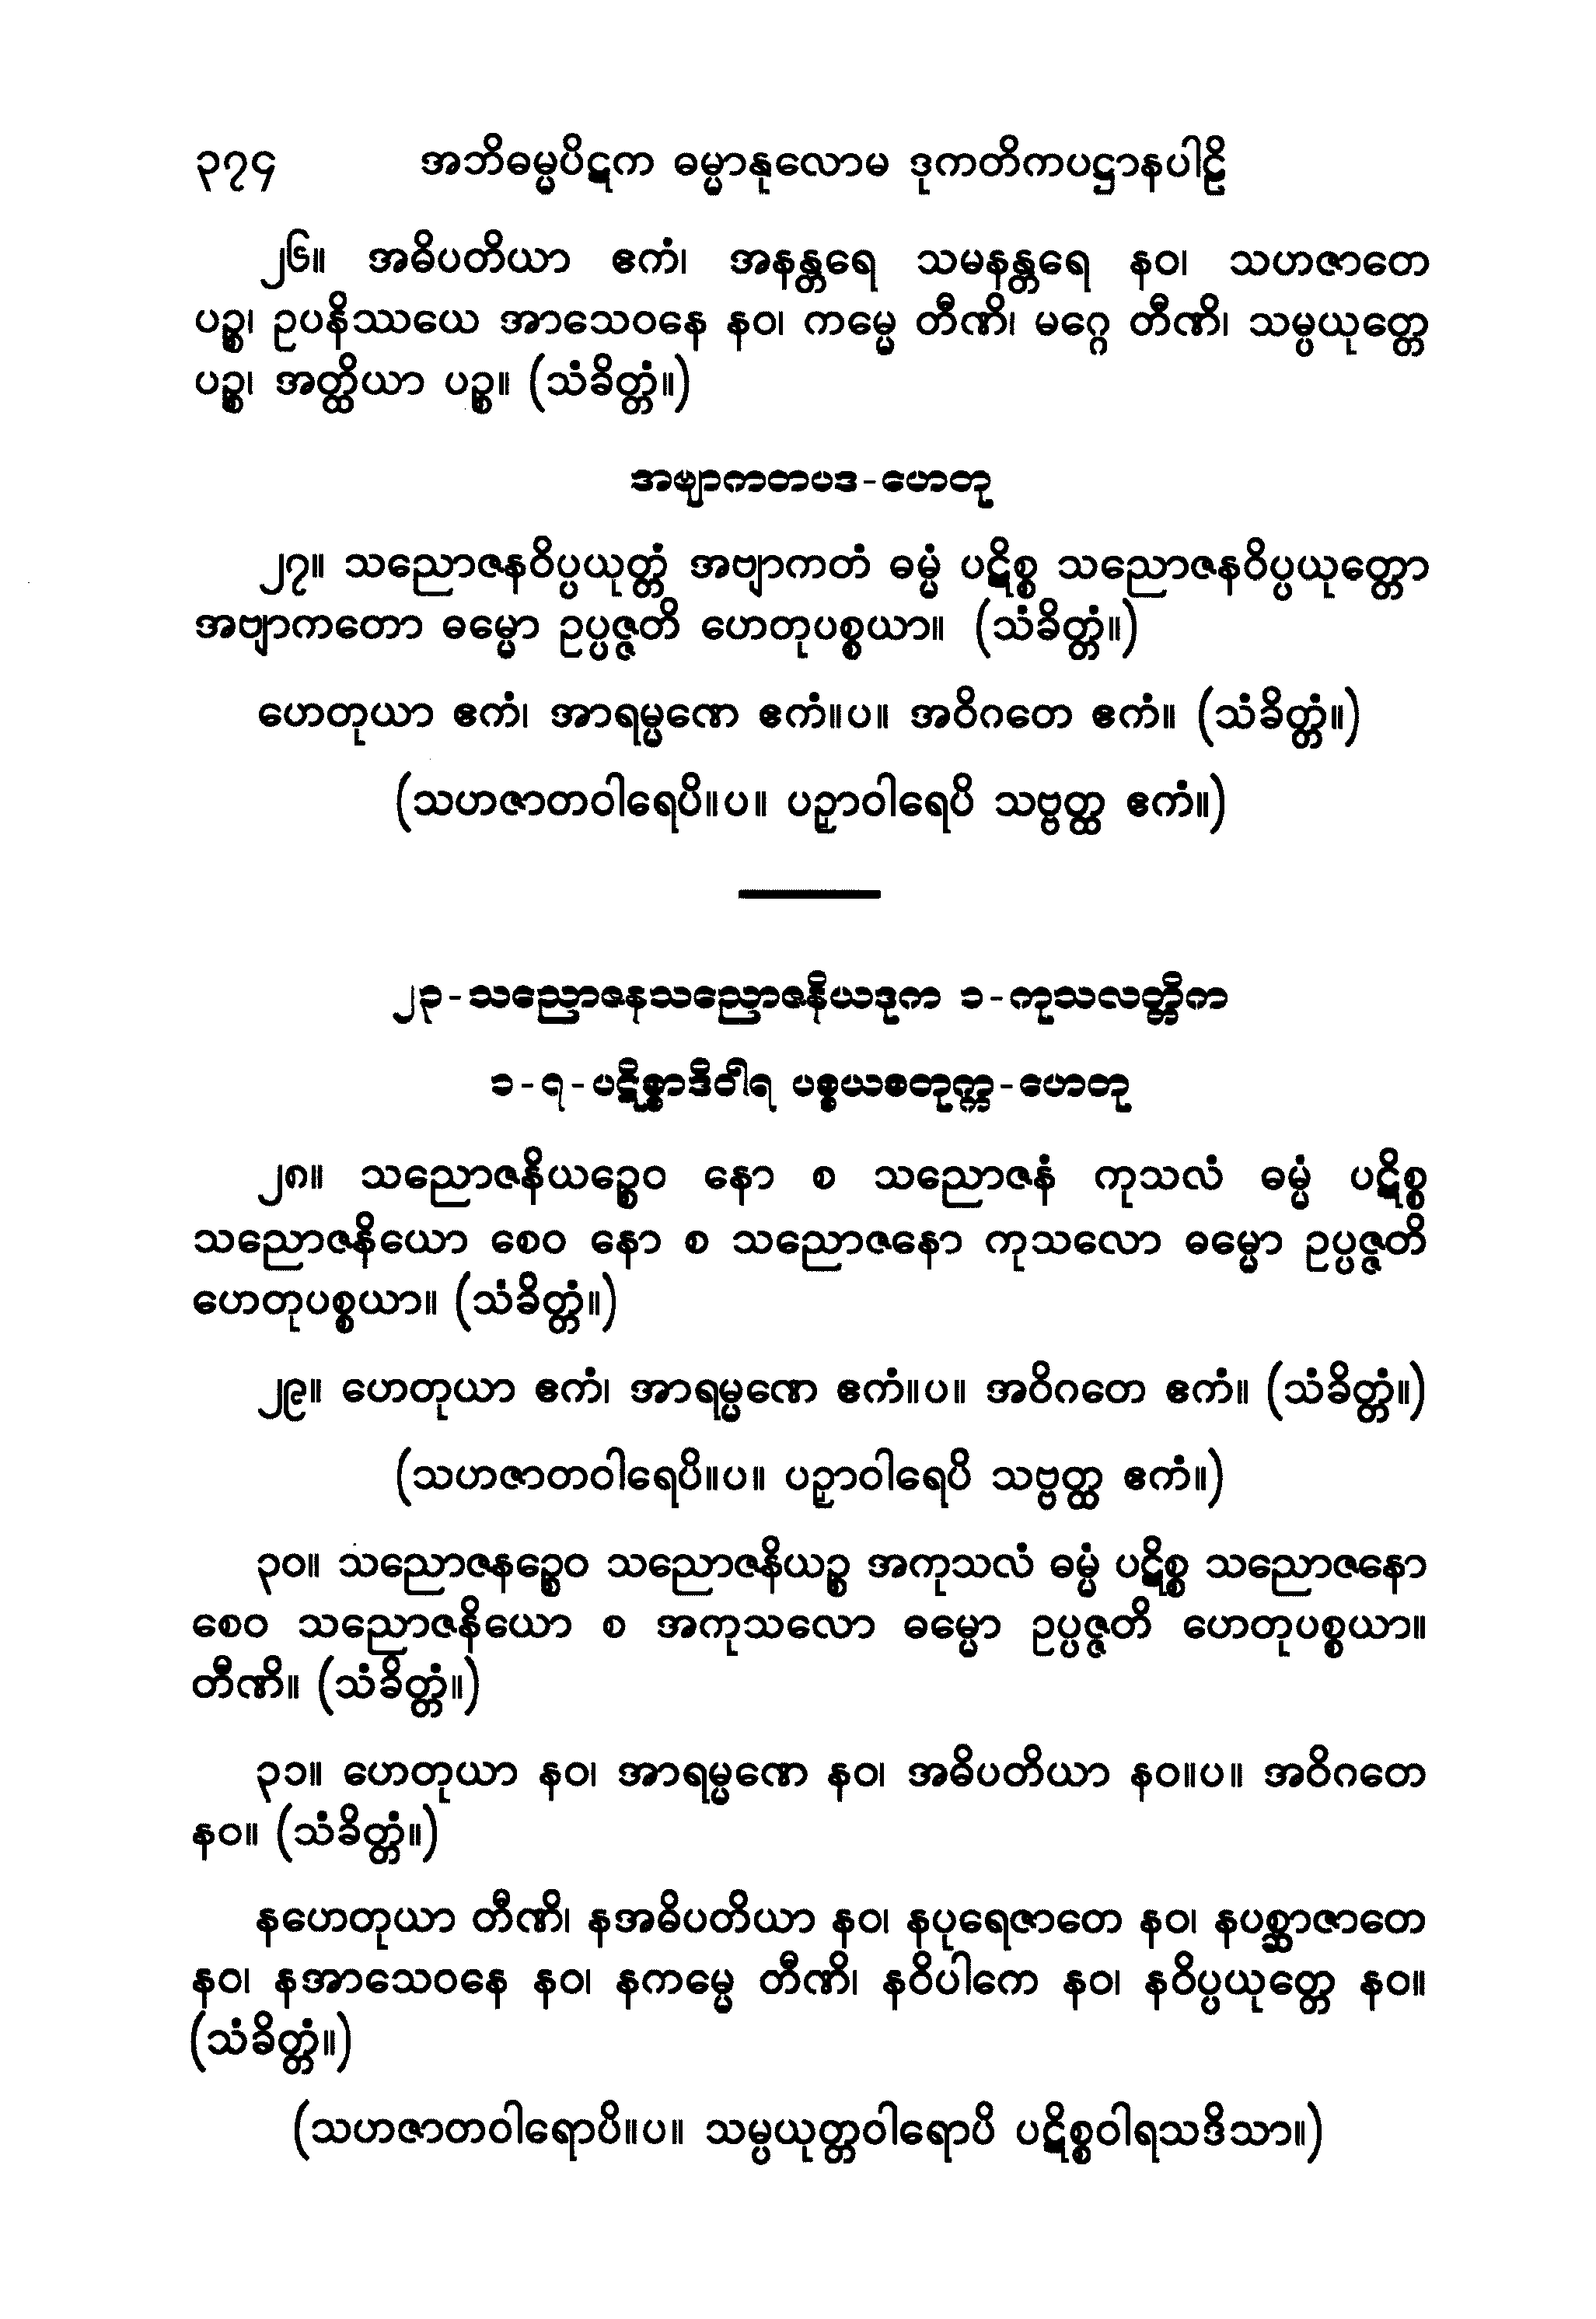 ၃၇၄ အဘိဓမ္မပိဋက ဓမ္မာနုလောမ ဒုကတိကပဋ္ဌာနပါဠိ
၂၆။ အဓိပတိယာ ဧကံ၊ အနန္တရေ သမနန္တရေ နဝ၊ သဟဇာတေ
ပဉ္စ၊ ဥပနိဿယေ အာသေဝနေ နဝ၊ ကမ္မေ တီဏိ၊ မဂ္ဂေ တီဏိ၊ သမ္ပယုတ္တေ
ပဉ္စ၊ အတ္ထိယာ ပဉ္စ။ (သံခိတ္တံ။)
အဗျာကတပဒ-ဟေတု
၂၇။ သညောဇနဝိပ္ပယုတ္တံ အဗျာကတံ ဓမ္မံ ပဋိစ္စ သညောဇနဝိပ္ပယုတ္တော
အဗျာကတော ဓမ္မော ဥပ္ပဇ္ဇတိ ဟေတုပစ္စယာ။ (သံခိတ္တံ။)
ဟေတုယာ ဧကံ၊ အာရမ္မဏေ ဧကံ။ပ။ အဝိဂတေ ဧကံ။ (သံခိတ္တံ။)
(သဟဇာတဝါရေပိ။ပ။ ပဉှာဝါရေပိ သဗ္ဗတ္ထ ဧကံ။)
၂၃-သညောဇနသညောဇနိယဒုက ၁-ကုသလတ္တိက
၁-၇-ပဋိစ္စာဒိဝါရ ပစ္စယစတုက္က-ဟေတု
၂၈။ သညောဇနိယဉ္စေဝ နော စ သညောဇနံ ကုသလံ ဓမ္မံ ပဋိစ္စ
သညောဇနိယော စေဝ နော စ သညောဇနော ကုသလော ဓမ္မော ဥပ္ပဇ္ဇတိ
ဟေတုပစ္စယာ။ (သံခိတ္တံ။)
၂၉။ ဟေတုယာ ဧကံ၊ အာရမ္မဏေ ဧကံ။ပ။ အဝိဂတေ ဧကံ။ (သံခိတ္တံ။)
(သဟဇာတဝါရေပိ။ပ။ ပဉှာဝါရေပိ သဗ္ဗတ္ထ ဧကံ။)
၃၀။ သညောဇနဉ္စေဝ သညောဇနိယဉ္စ အကုသလံ ဓမ္မံ ပဋိစ္စ သညောဇနော
စေဝ သညောဇနိယော စ အကုသလော ဓမ္မော ဥပ္ပဇ္ဇတိ ဟေတုပစ္စယာ။
တီဏိ။ (သံခိတ္တံ။)
၃၁။ ဟေတုယာ နဝ၊ အာရမ္မဏေ နဝ၊ အဓိပတိယာ နဝ။ပ။ အဝိဂတေ
နဝ။ (သံခိတ္တံ။)
နဟေတုယာ တီဏိ၊ နအဓိပတိယာ နဝ၊ နပုရေဇာတေ နဝ၊ နပစ္ဆာဇာတေ
နဝ၊ နအာသေဝနေ နဝ၊ နကမ္မေ တီဏိ၊ နဝိပါကေ နဝ၊ နဝိပ္ပယုတ္တေ နဝ။
(သံခိတ္တံ။)
(သဟဇာတဝါရောပိ။ပ။ သမ္ပယုတ္တဝါရောပိ ပဋိစ္စဝါရသဒိသာ။)